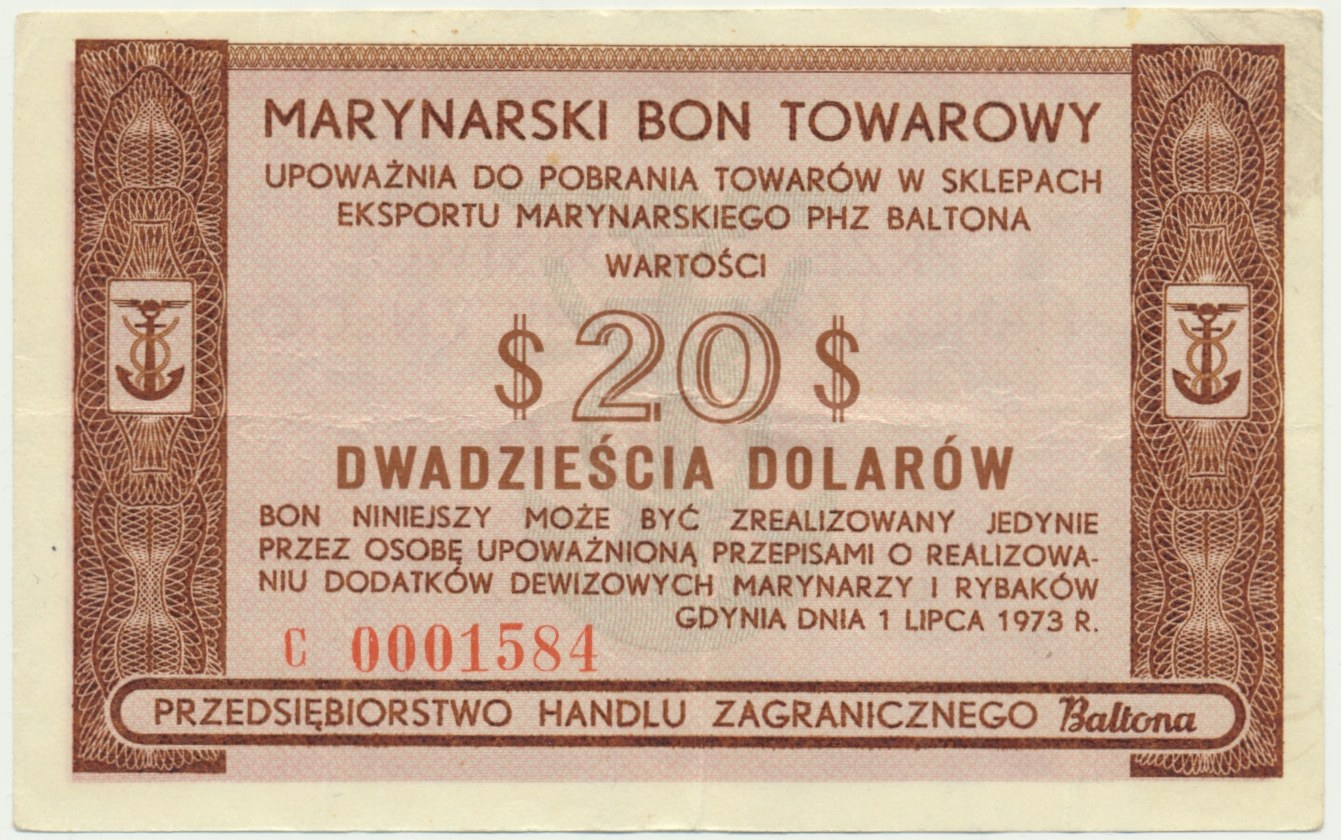 MARYNARSKI BON TOWAROWY
UPOWAŻNIA DO POBRANIA TOWARÓW W SKLEPACH
EKSPORTU MARYNARSKIEGO PHZ BALTONA
WARTOŚCI
$ 20 $
DWADZIEŚCIA DOLARÓW
BON NINIEJSZY MOŻE BYĆ ZREALIZOWANY JEDYNIE
PRZEZ OSOBĘ UPOWAŻNIONĄ PRZEPISAMI O REALIZOWA-
NIU DODATKÓW DEWIZOWYCH MARYNARZY I RYBAKÓW
GDYNIA DNIA 1 LIPCA 1973 R.
C 0001584
PRZEDSIĘBIORSTWO HANDLU ZAGRANICZNEGO Baltona